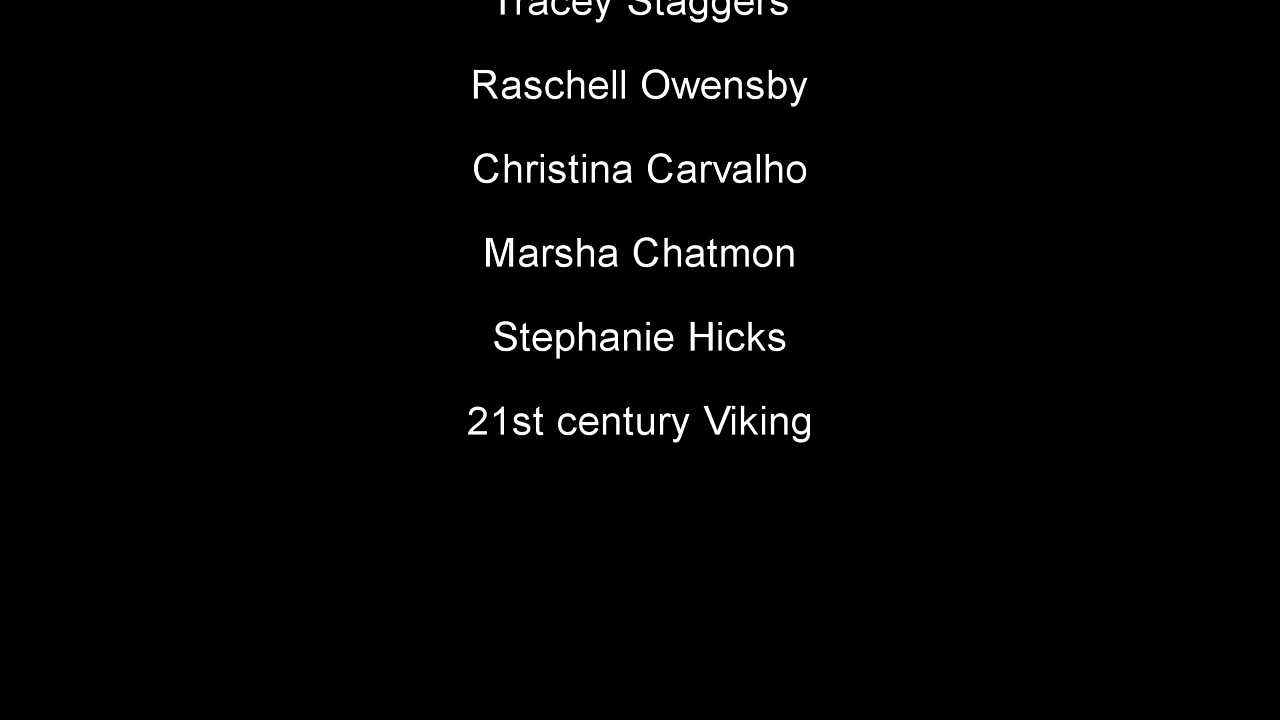 Tracey Staggers
Raschell Owensby
Christina Carvalho
Marsha Chatmon
Stephanie Hicks
21st century Viking